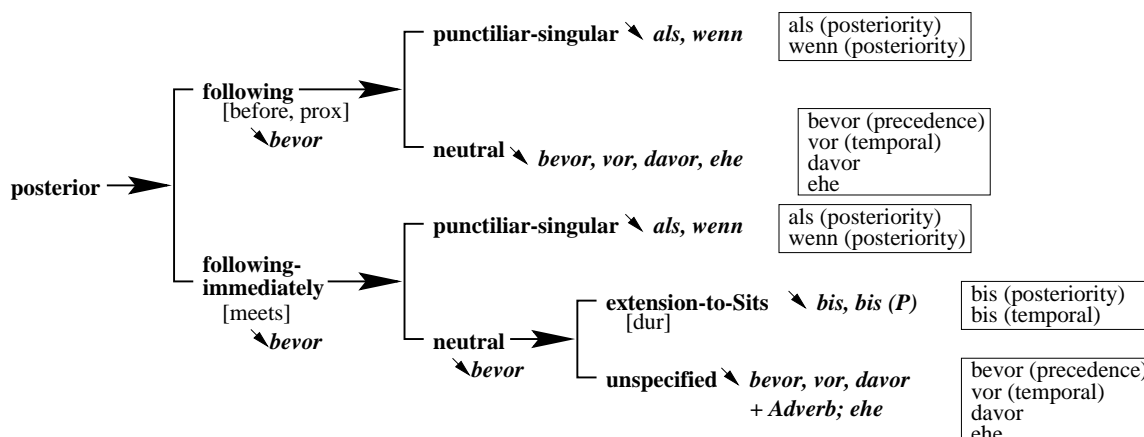 punctiliar-singular als, wenn
als (posteriority)
wenn (posteriority)
following
[before, prox]
bevor
neutral bevor, vor, davor, ehe
bevor (precedence)
vor (temporal)
davor
ehe
posterior
punctiliar-singular als, wenn
als (posteriority)
wenn (posteriority)
following-
immediately
[meets]
bevor
neutral
bevor
extension-to-Sits bis, bis (P)
[dur]
bis (posteriority)
bis (temporal)
unspecified bevor, vor, davor
+ Adverb; ehe
bevor (precedence)
vor (temporal)
davor
ehe